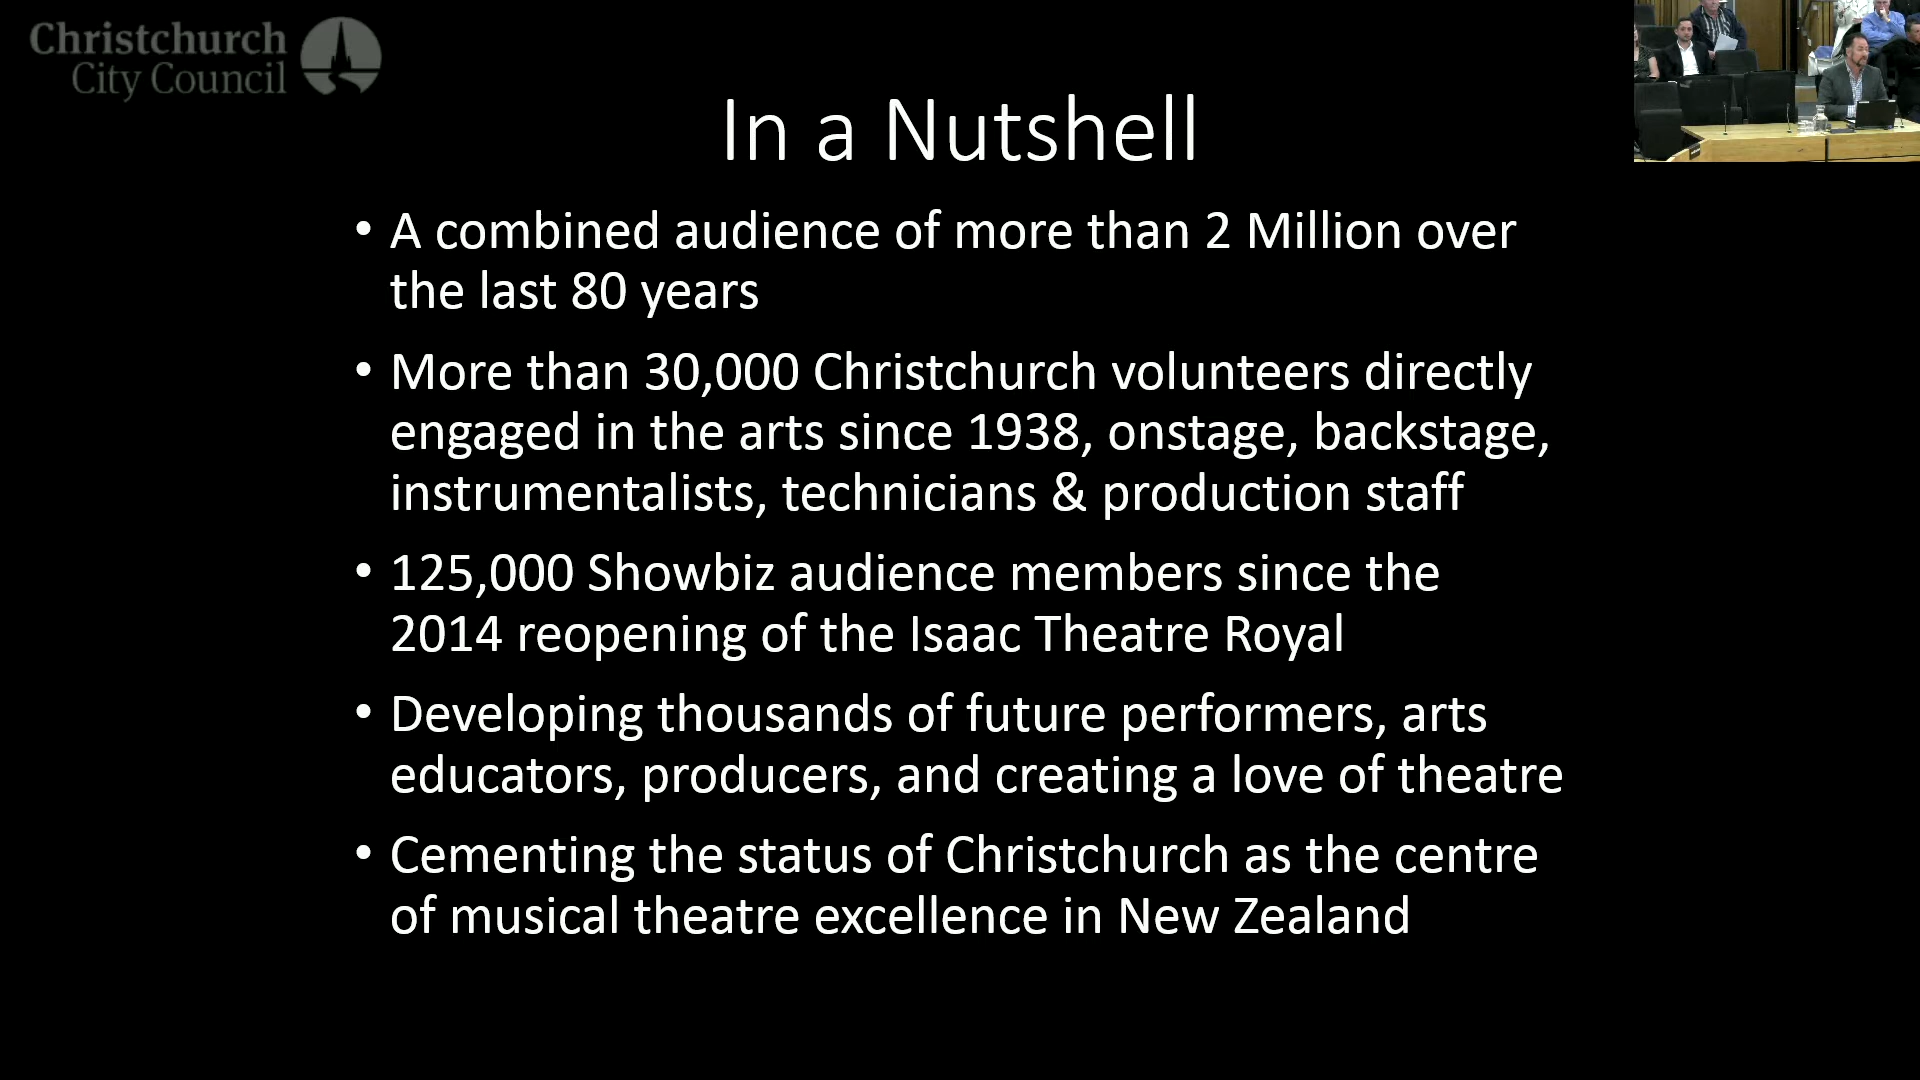 Christchurch
City Council
In a Nutshell
• A combined audience of more than 2 Million over
the last 80 years
• More than 30,000 Christchurch volunteers directly
engaged in the arts since 1938, onstage, backstage,
instrumentalists, technicians & production staff
• 125,000 Showbiz audience members since the
2014 reopening of the Isaac Theatre Royal
• Developing thousands of future performers, arts
educators, producers, and creating a love of theatre
• Cementing the status of Christchurch as the centre
of musical theatre excellence in New Zealand